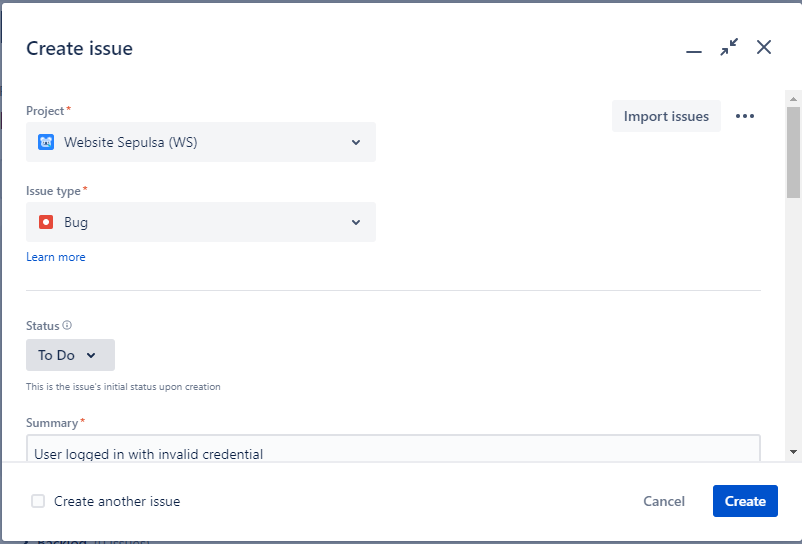 Create issue
Project *
Import issues
Website Sepulsa (WS)
Issue type *
Bug
Learn more
Status
To Do
This is the issue's initial status upon creation
Summary *
User logged in with invalid credential
Create another issue
Cancel
Create